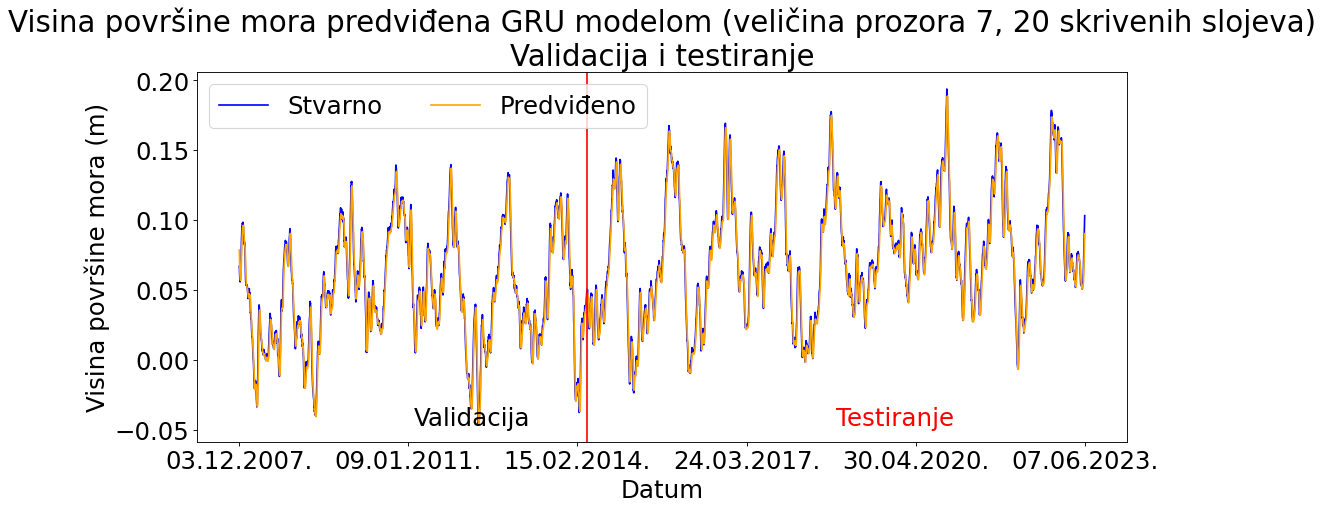 Visina površine mora predviđena GRU modelom (veličina prozora 7, 20 skrivenih slojeva)
Validacija i testiranje
Stvarno
Predviđeno
Visina površine mora (m)
0.20
0.15
0.10
0.05
0.00
−0.05
Validacija
Testiranje
03.12.2007.
09.01.2011.
15.02.2014.
24.03.2017.
30.04.2020.
07.06.2023.
Datum